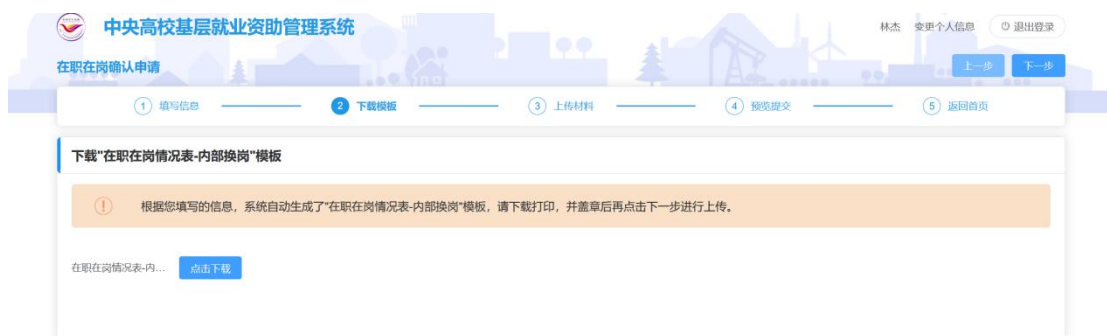 中央高校基层就业资助管理系统
林杰 变更个人信息 退出登录
在职在岗确认申请
上一步 下一步
1 填写信息 2 下载模板 3 上传材料 4 预览提交 5 返回首页
下载"在职在岗情况表-内部换岗"模板
根据您填写的信息,系统自动生成了"在职在岗情况表-内部换岗"模板,请下载打印,并盖章后再点击下一步进行上传。
在职在岗情况表-内... 点击下载